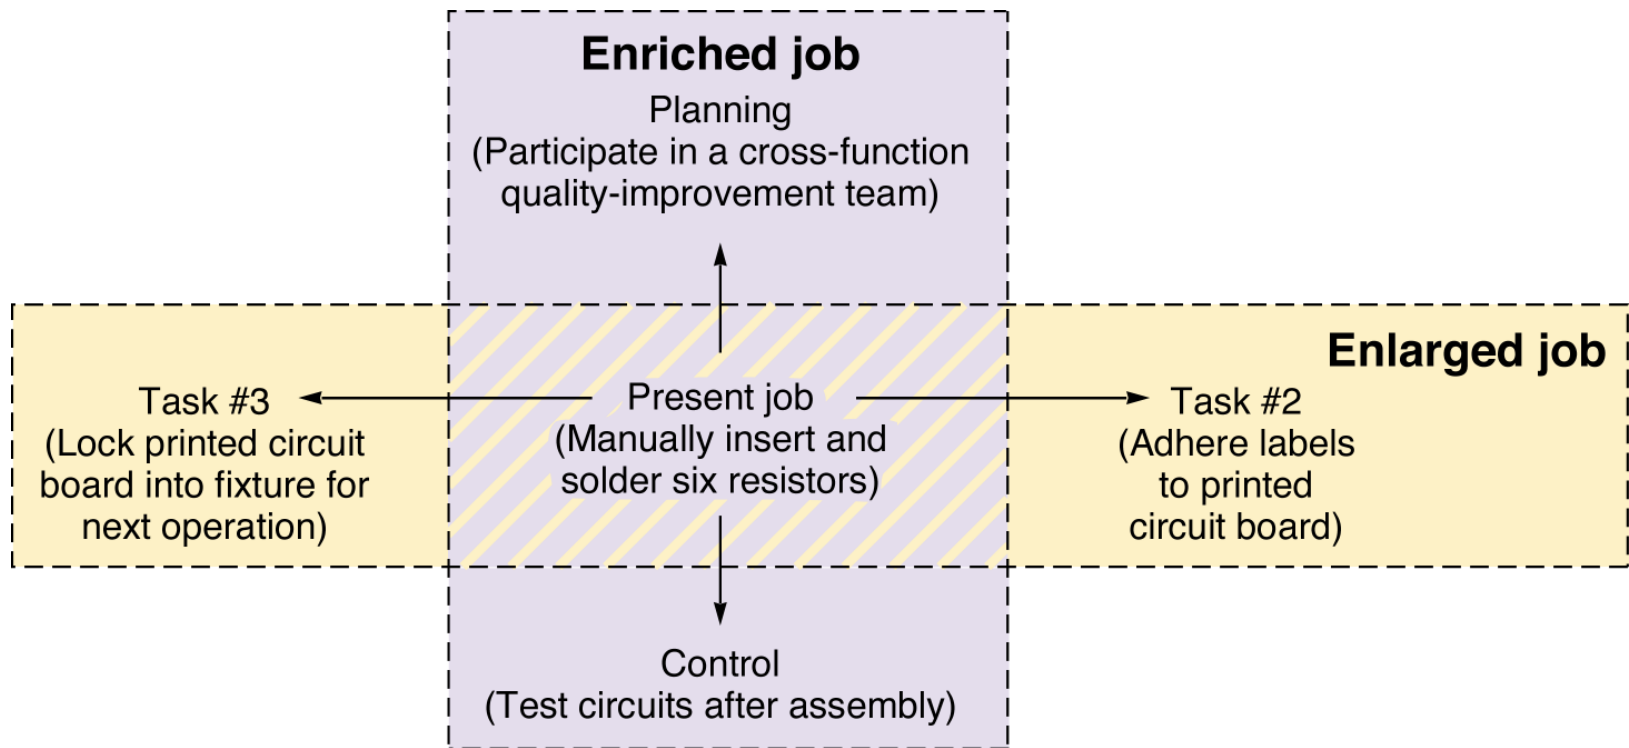 Enriched job
Planning
(Participate in a cross-function
quality-improvement team)
Enlarged job
Task #3
(Lock printed circuit
board into fixture for
next operation)
Present job
(Manually insert and
solder six resistors)
Task #2
(Adhere labels
to printed
circuit board)
Control
(Test circuits after assembly)